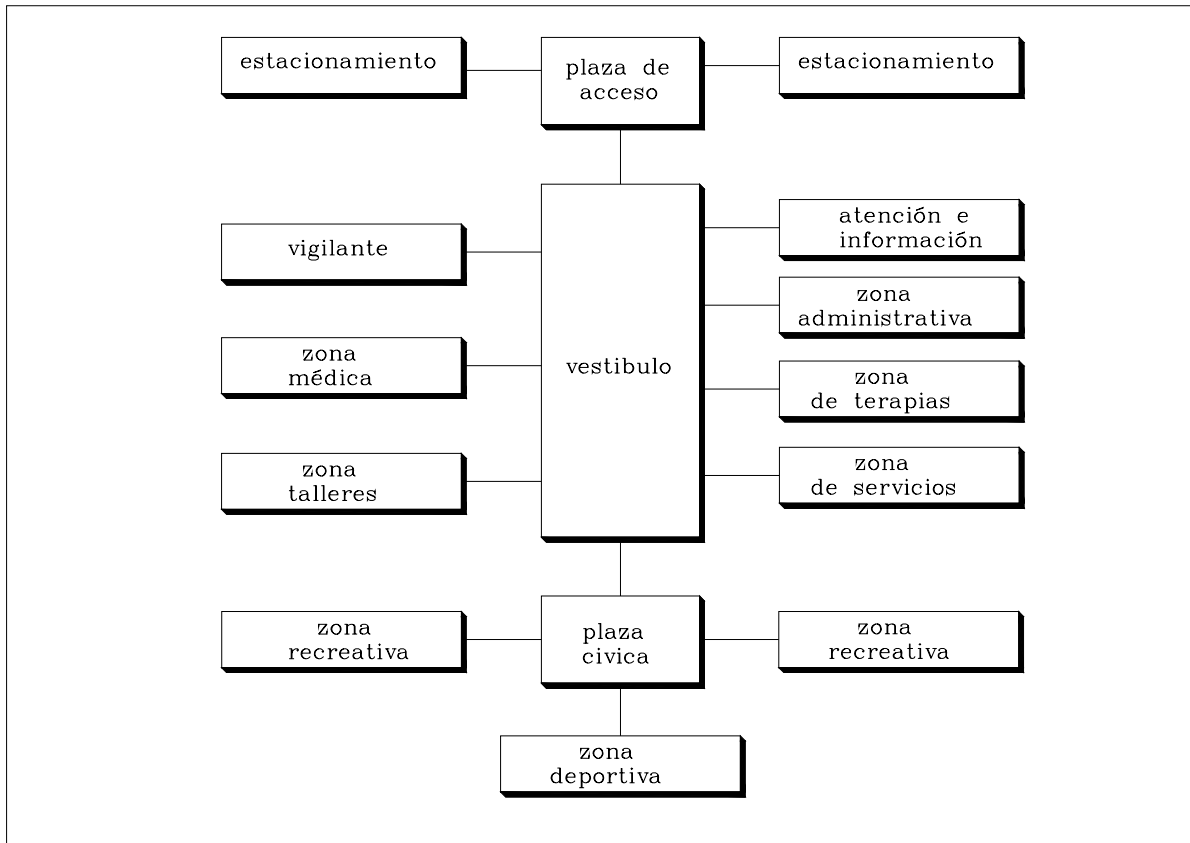 estacionamiento
plaza de
acceso
estacionamiento
vigilante
zona
médica
zona
talleres
vestibulo
atención e
información
zona
administrativa
zona
de terapias
zona
de servicios
zona
recreativa
plaza
civica
zona
recreativa
zona
deportiva